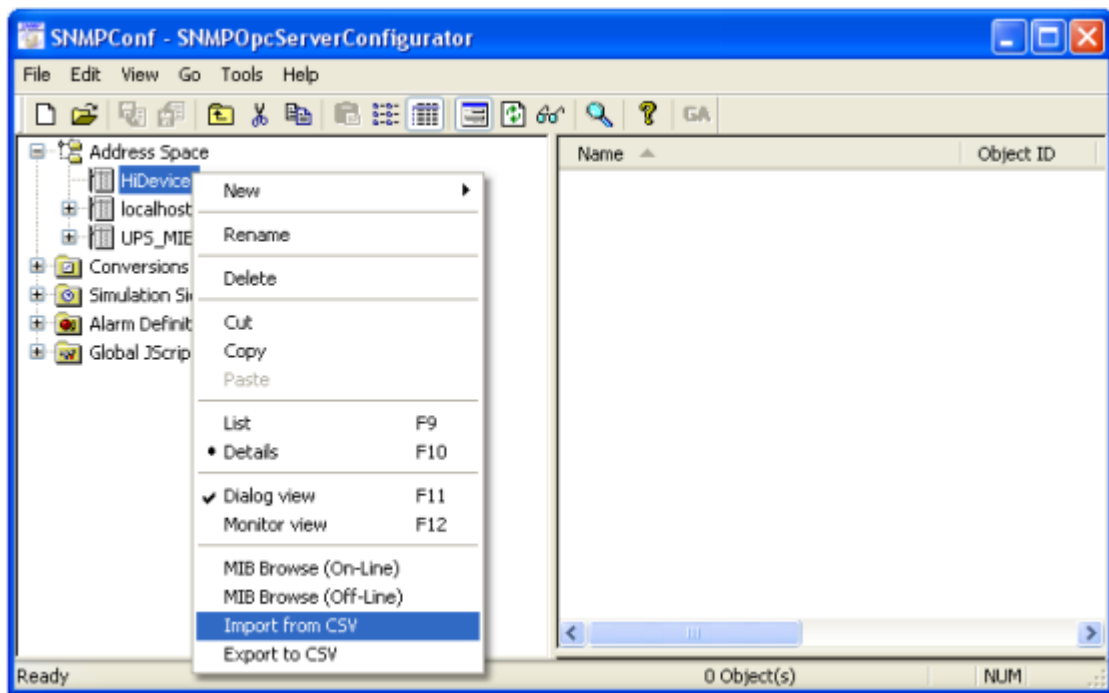 SNMPConf - SNMPOpcServerConfigurator
File Edit View Go Tools Help
GA
Address Space
HiDevice
localhost
UPS_MIB
Conversions
Simulation Si
Alarm Definit
Global JScrip
New
Rename
Delete
Cut
Copy
Paste
List F9
Details F10
Dialog view F11
Monitor view F12
MIB Browse (On-Line)
MIB Browse (Off-Line)
Import from CSV
Export to CSV
Name Object ID
Ready 0 Object(s) NUM